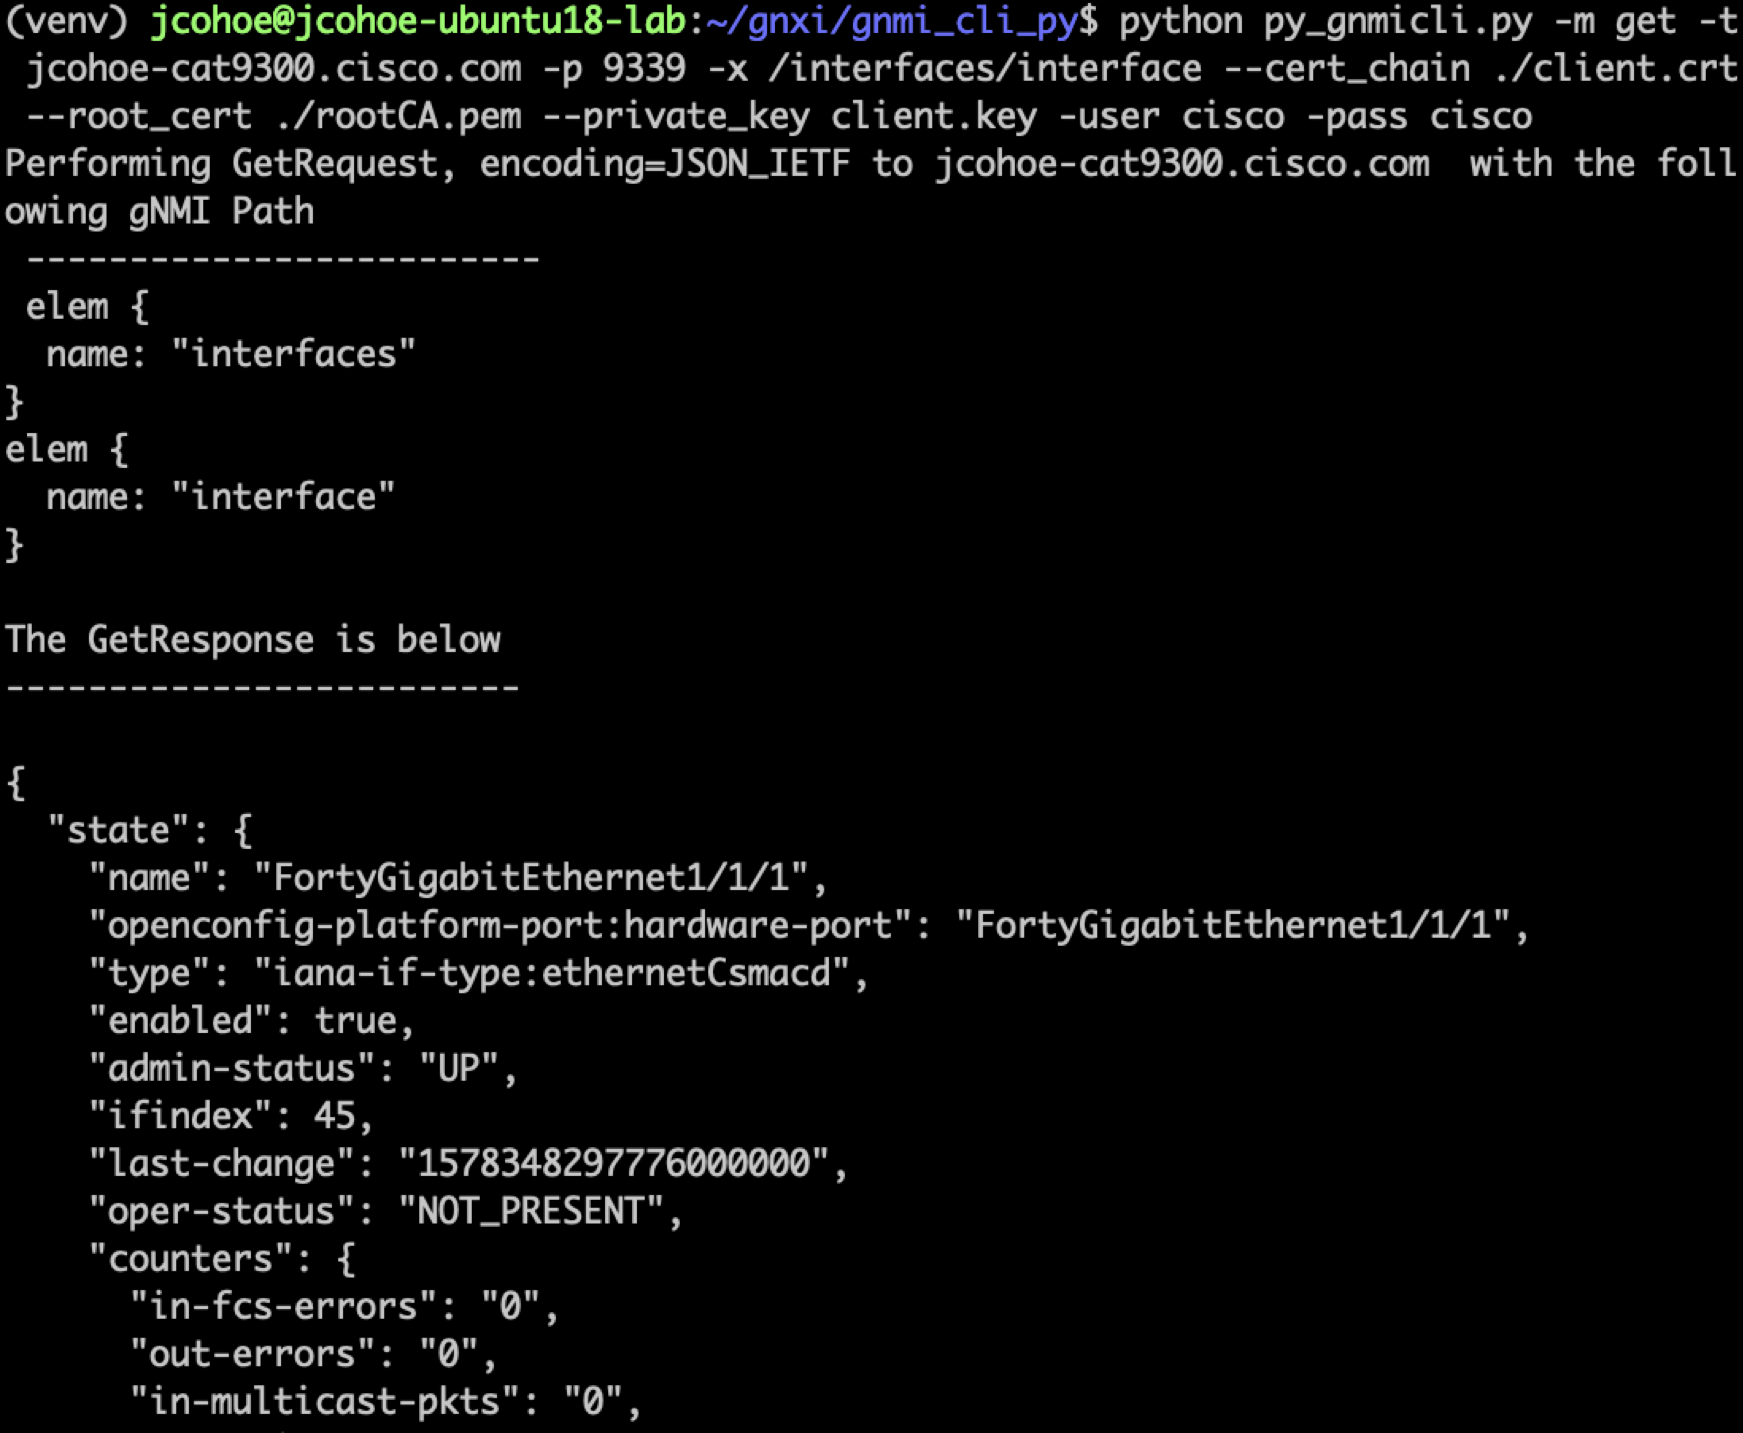 (venv) jcohoe@jcohoe-ubuntu18-lab:~/gnxi/gnmi_cli_py$ python py_gnmicli.py -m get -t
 jcohoe-cat9300.cisco.com -p 9339 -x /interfaces/interface --cert_chain ./client.crt
 --root_cert ./rootCA.pem --private_key client.key -user cisco -pass cisco
Performing GetRequest, encoding=JSON_IETF to jcohoe-cat9300.cisco.com  with the foll
owing gNMI Path
 -------------------------
 elem {
  name: "interfaces"
}
elem {
  name: "interface"
}
The GetResponse is below
-------------------------
{
  "state": {
    "name": "FortyGigabitEthernet1/1/1",
    "openconfig-platform-port:hardware-port": "FortyGigabitEthernet1/1/1",
    "type": "iana-if-type:ethernetCsmacd",
    "enabled": true,
    "admin-status": "UP",
    "ifindex": 45,
    "last-change": "1578348297776000000",
    "oper-status": "NOT_PRESENT",
    "counters": {
      "in-fcs-errors": "0",
      "out-errors": "0",
      "in-multicast-pkts": "0",